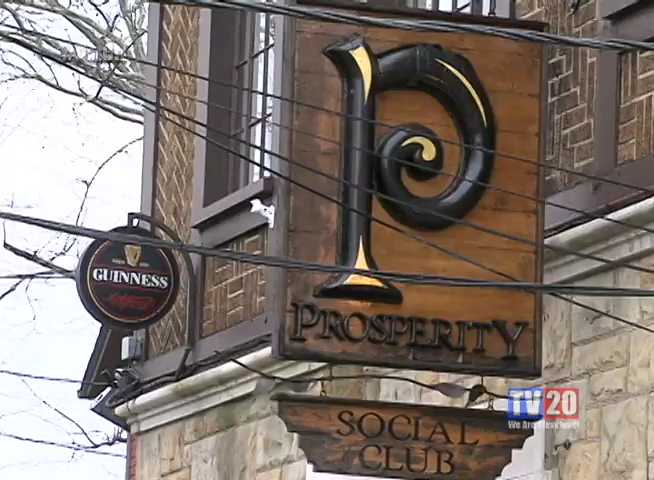 P
PROSPERITY
SOCIAL
CLUB
GUINNESS
TV20
We Are Cleveland!